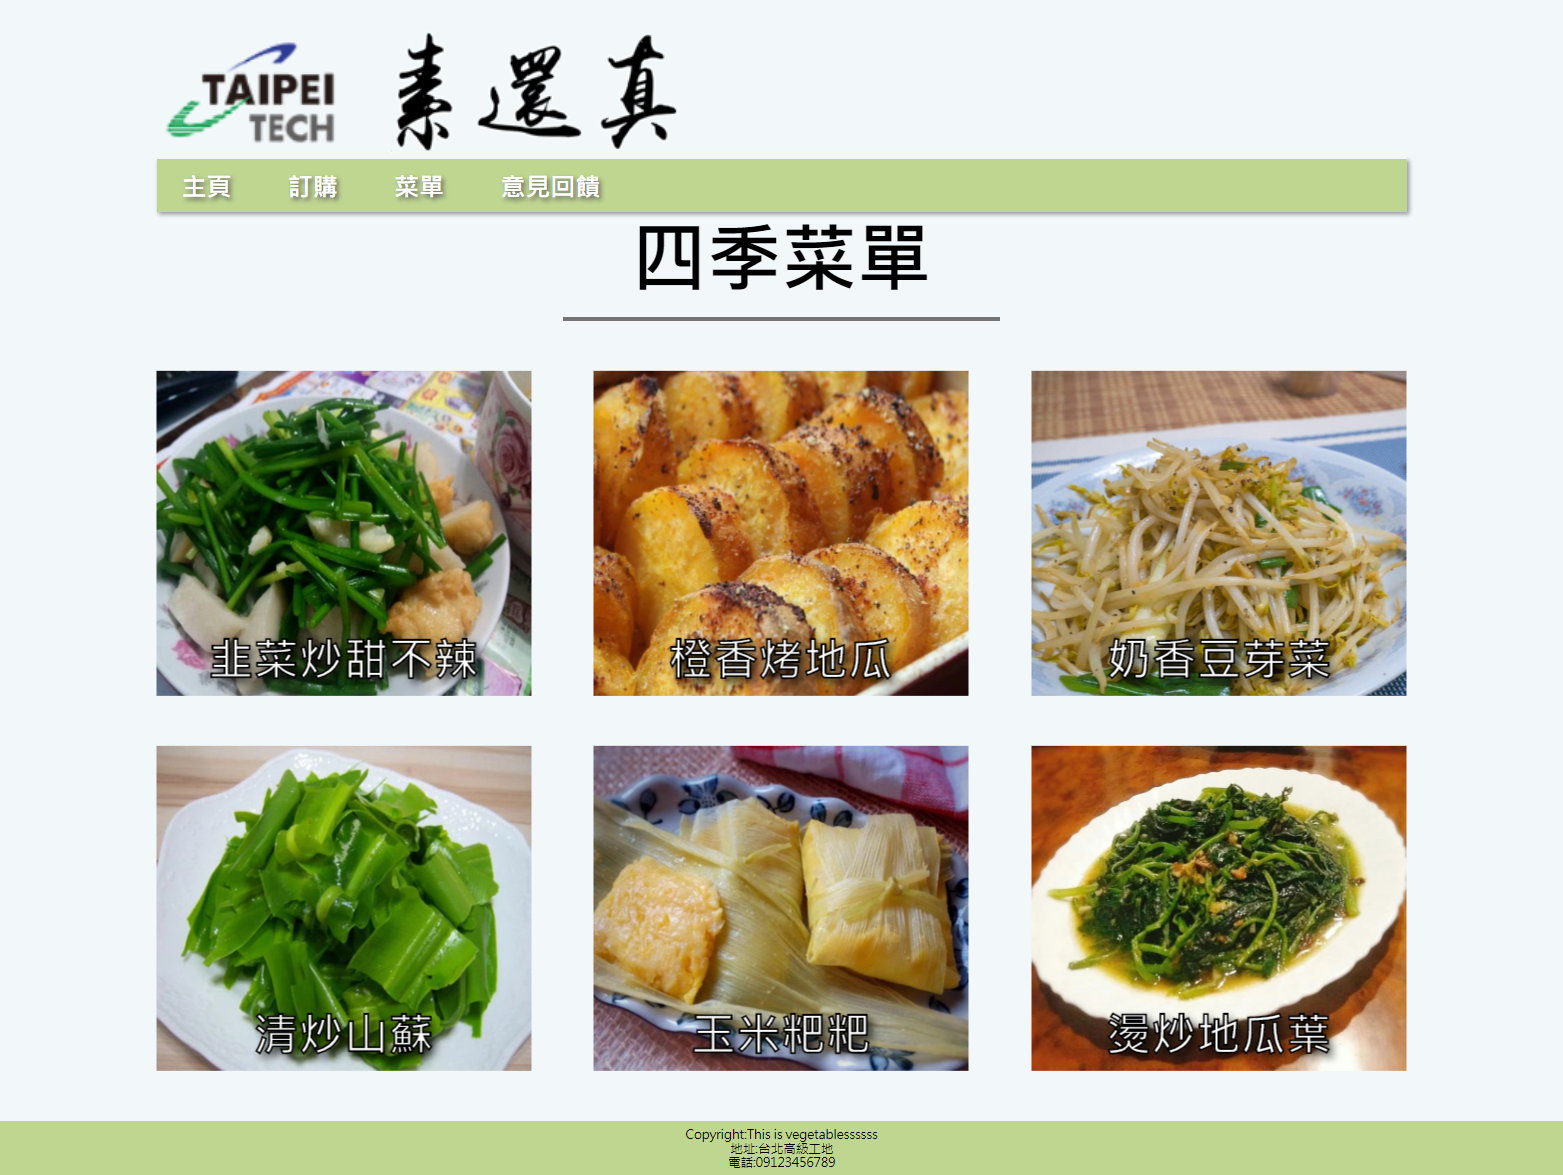 TAIPEI
TECH
素還真
主頁 訂購 菜單 意見回饋
四季菜單
韭菜炒甜不辣
橙香烤地瓜
奶香豆芽菜
清炒山蘇
玉米粑粑
燙炒地瓜葉
Copyright:This is vegetablessssss
地址:台北高級工地
電話:09123456789